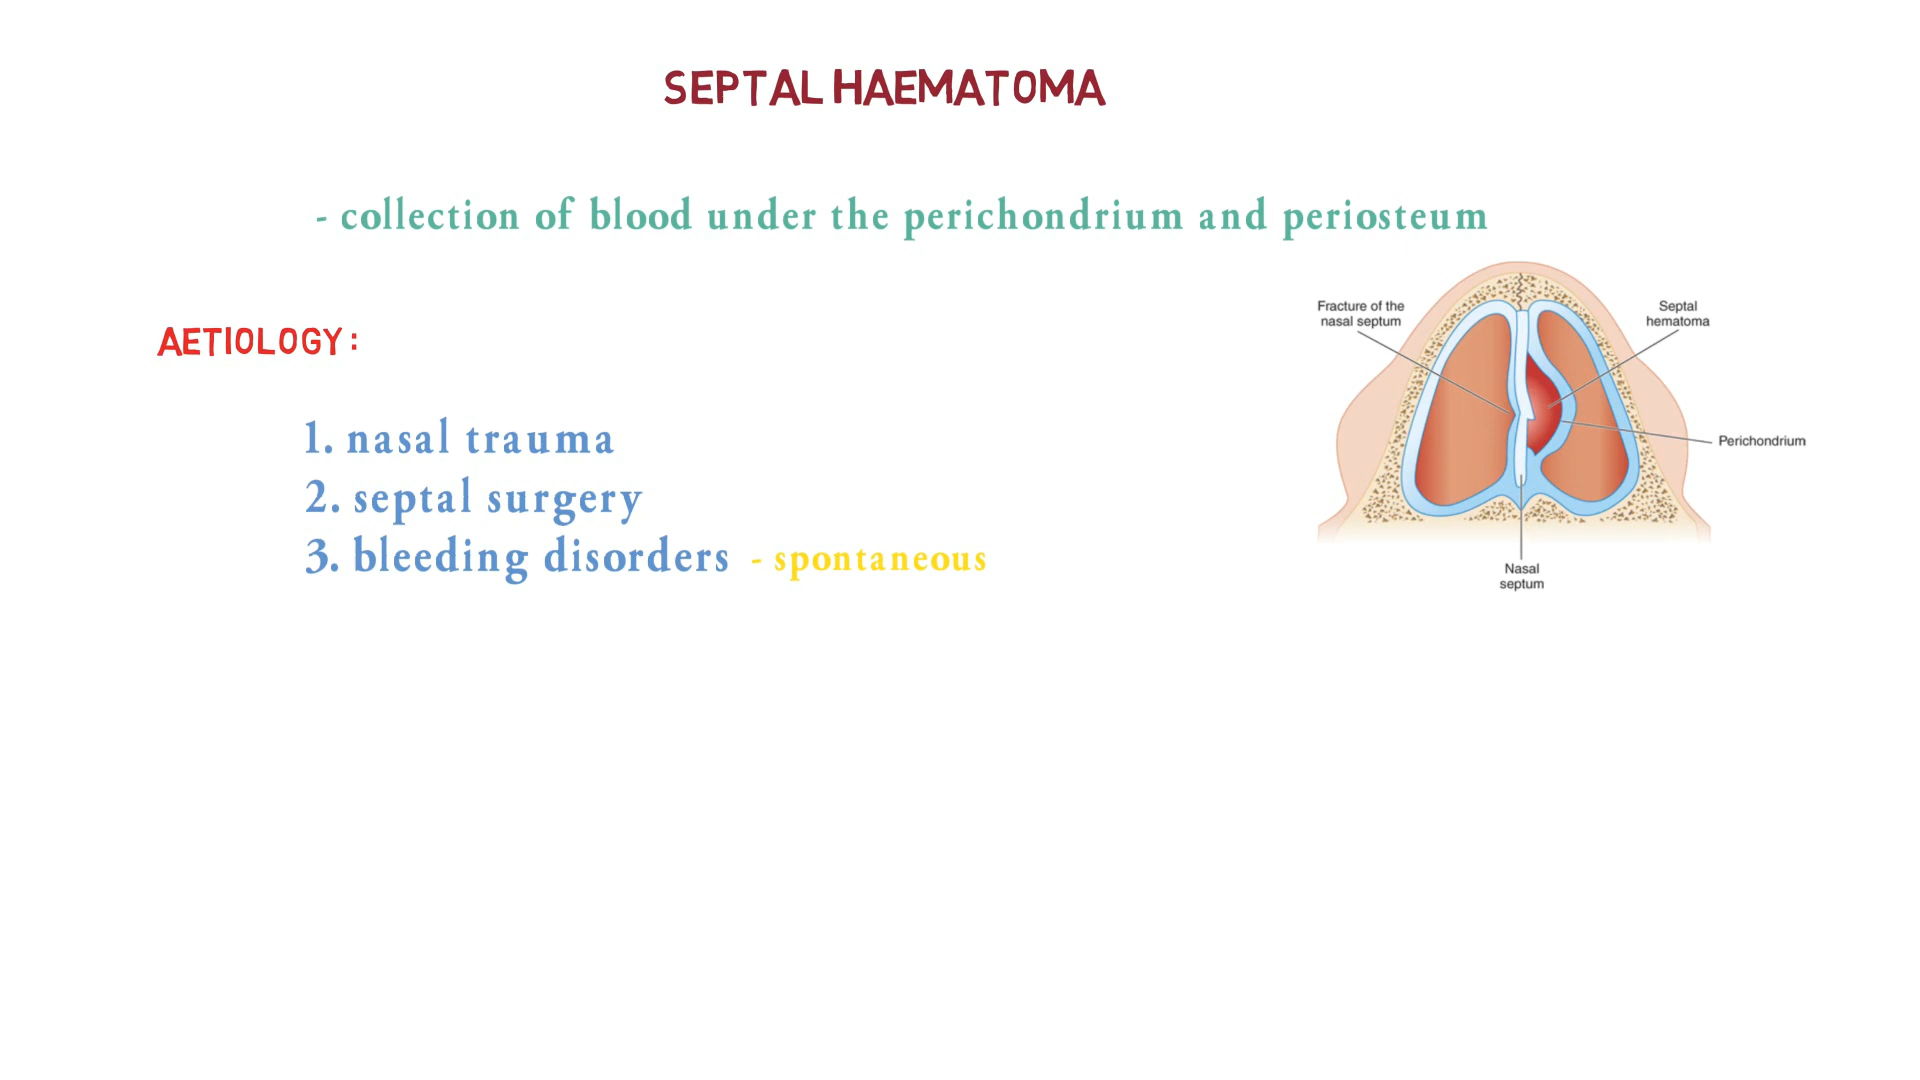 SEPTAL HAEMATOMA
- collection of blood under the perichondrium and periosteum
AETIOLOGY:
1. nasal trauma
2. septal surgery
3. bleeding disorders - spontaneous
Fracture of the
nasal septum
Septal
hematoma
Perichondrium
Nasal
septum